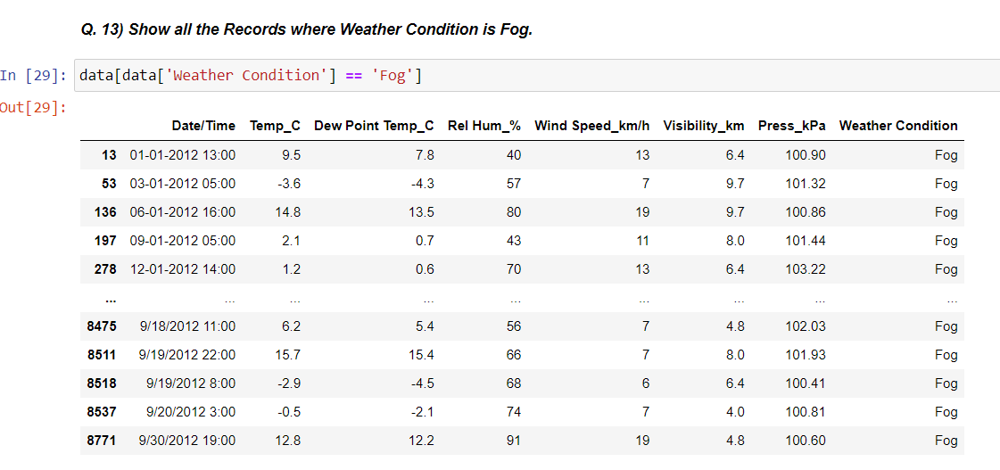 Q. 13) Show all the Records where Weather Condition is Fog.
In [29]: data[data['Weather Condition'] == 'Fog']
Out[29]:
Date/Time Temp_C Dew Point Temp_C Rel Hum_% Wind Speed_km/h Visibility_km Press_kPa Weather Condition
13 01-01-2012 13:00 9.5 7.8 40 13 6.4 100.90 Fog
53 03-01-2012 05:00 -3.6 -4.3 57 7 9.7 101.32 Fog
136 06-01-2012 16:00 14.8 13.5 80 19 9.7 100.86 Fog
197 09-01-2012 05:00 2.1 0.7 43 11 8.0 101.44 Fog
278 12-01-2012 14:00 1.2 0.6 70 13 6.4 103.22 Fog
... ... ... ... ... ... ... ... ...
8475 9/18/2012 11:00 6.2 5.4 56 7 4.8 102.03 Fog
8511 9/19/2012 22:00 15.7 15.4 66 7 8.0 101.93 Fog
8518 9/19/2012 8:00 -2.9 -4.5 68 6 6.4 100.41 Fog
8537 9/20/2012 3:00 -0.5 -2.1 74 7 4.0 100.81 Fog
8771 9/30/2012 19:00 12.8 12.2 91 19 4.8 100.60 Fog